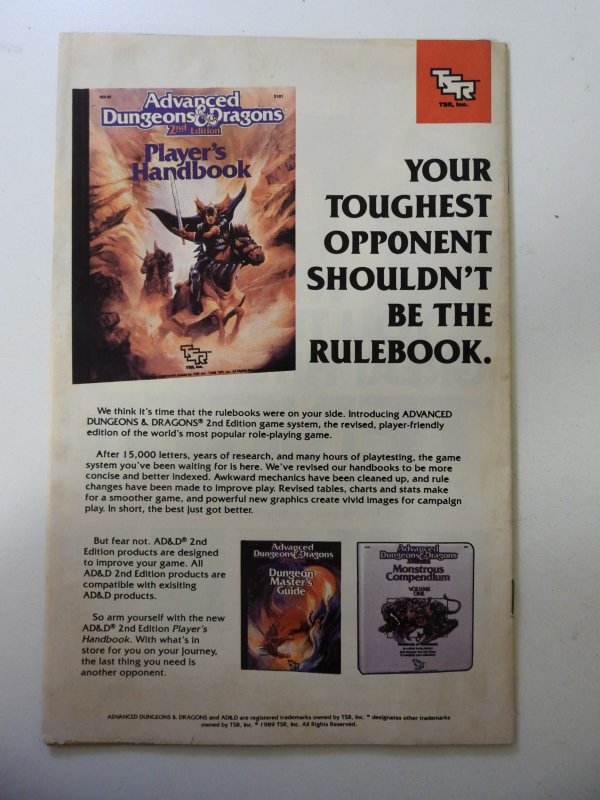 TSR
TSR, Inc.
Advanced
Dungeons & Dragons
2nd Edition
Player's
Handbook
TSR
TSR, Inc.
YOUR
TOUGHEST
OPPONENT
SHOULDN'T
BE THE
RULEBOOK.
We think it's time that the rulebooks were on your side. Introducing ADVANCED
DUNGEONS & DRAGONS® 2nd Edition game system, the revised, player-friendly
edition of the world's most popular role-playing game.
After 15,000 letters, years of research, and many hours of playtesting, the game
system you've been waiting for is here. We've revised our handbooks to be more
concise and better indexed. Awkward mechanics have been cleaned up, and rule
changes have been made to improve play. Revised tables, charts and stats make
for a smoother game, and powerful new graphics create vivid images for campaign
play. In short, the best just got better.
But fear not. AD&D® 2nd
Edition products are designed
to improve your game. All
AD&D 2nd Edition products are
compatible with exisiting
AD&D products.
So arm yourself with the new
AD&D® 2nd Edition Player's
Handbook. With what's in
store for you on your journey,
the last thing you need is
another opponent.
Advanced
Dungeons & Dragons
Dungeon
Master's
Guide
TSR
Advanced
Dungeons & Dragons
Monstrous
Compendium
VOLUME
ONE
TSR
ADVANCED DUNGEONS & DRAGONS and AD&D are registered trademarks owned by TSR, Inc. ™ designates other trademarks
owned by TSR, Inc. © 1989 TSR, Inc. All Rights Reserved.